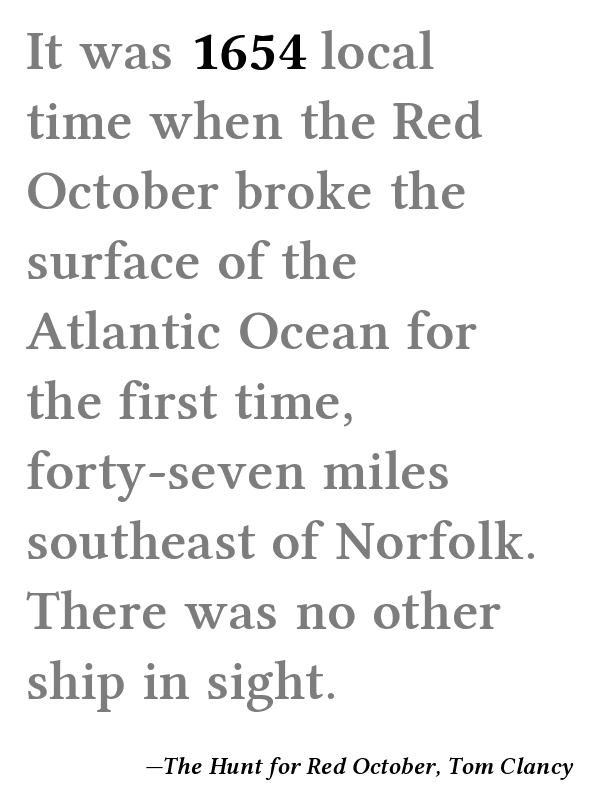 It was 1654 local
time when the Red
October broke the
surface of the
Atlantic Ocean for
the first time,
forty-seven miles
southeast of Norfolk.
There was no other
ship in sight.
—The Hunt for Red October, Tom Clancy